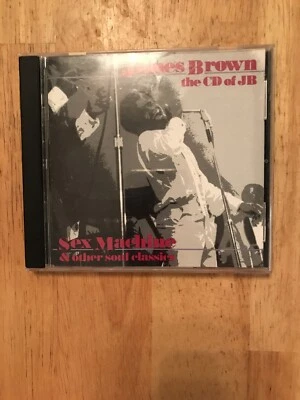 James Brown
the CD of JB
Sex Machine
& other soul classics